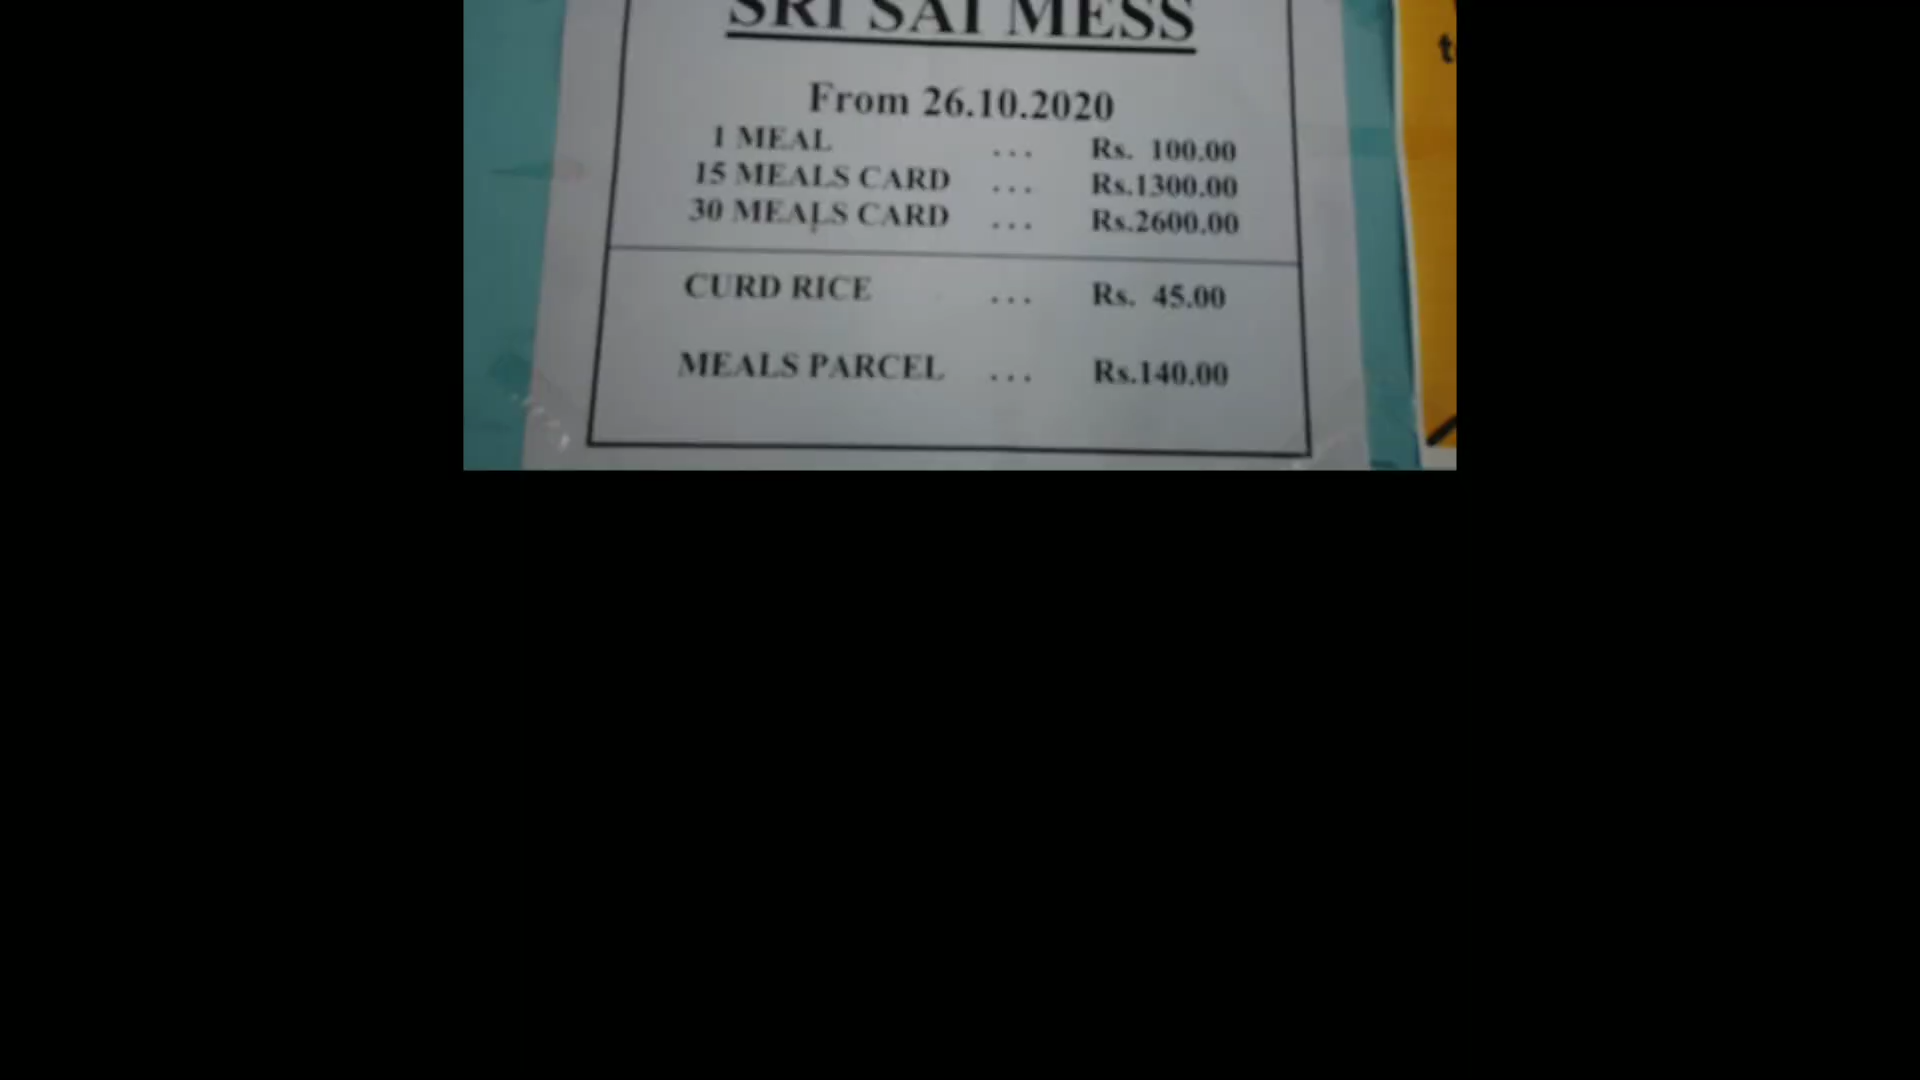 SRI SAI MESS
From 26.10.2020
1 MEAL ... Rs. 100.00
15 MEALS CARD ... Rs.1300.00
30 MEALS CARD ... Rs.2600.00
CURD RICE ... Rs. 45.00
MEALS PARCEL ... Rs.140.00